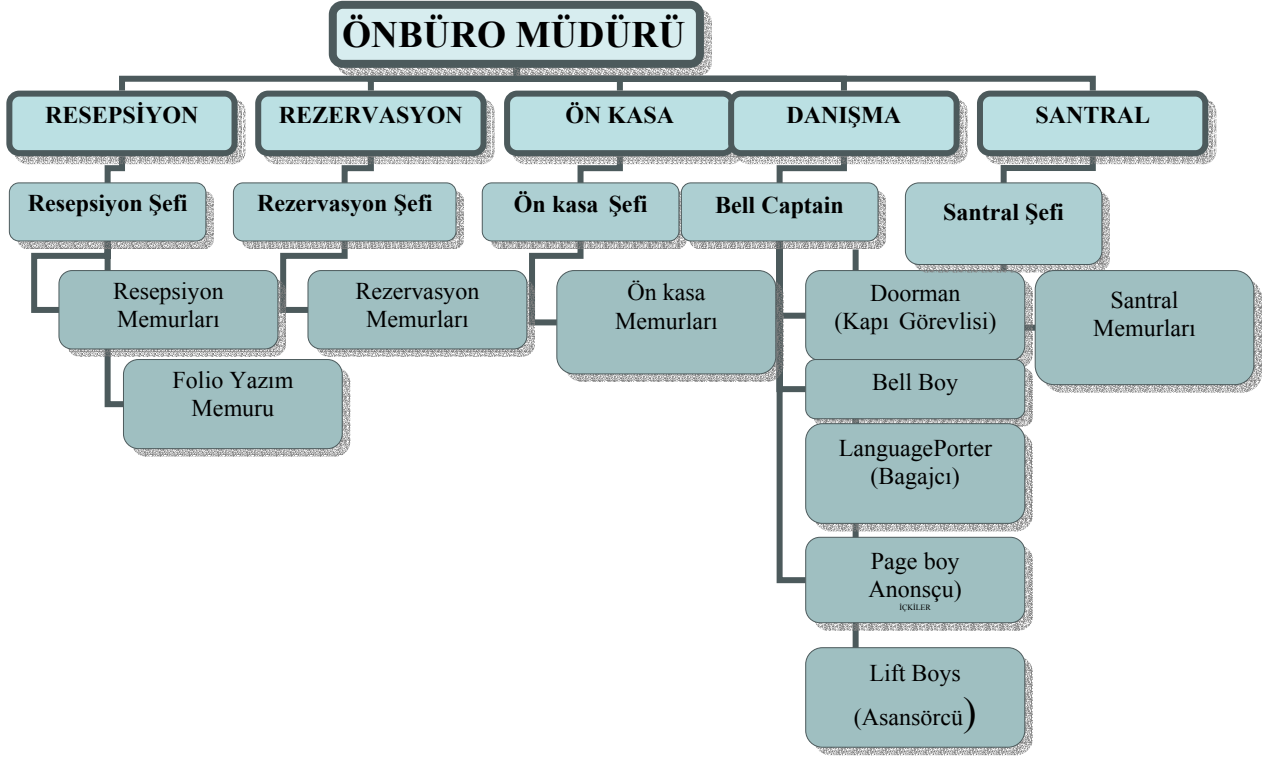 ÖNBÜRO MÜDÜRÜ
RESEPSİYON
REZERVASYON
ÖN KASA
DANIŞMA
SANTRAL
Resepsiyon Şefi
Rezervasyon Şefi
Ön kasa Şefi
Bell Captain
Santral Şefi
Resepsiyon
Memurları
Rezervasyon
Memurları
Ön kasa
Memurları
Doorman
(Kapı Görevlisi)
Santral
Memurları
Folio Yazım
Memuru
Bell Boy
LanguagePorter
(Bagajcı)
Page boy
Anonsçu)
İÇKİLER
Lift Boys
(Asansörcü)